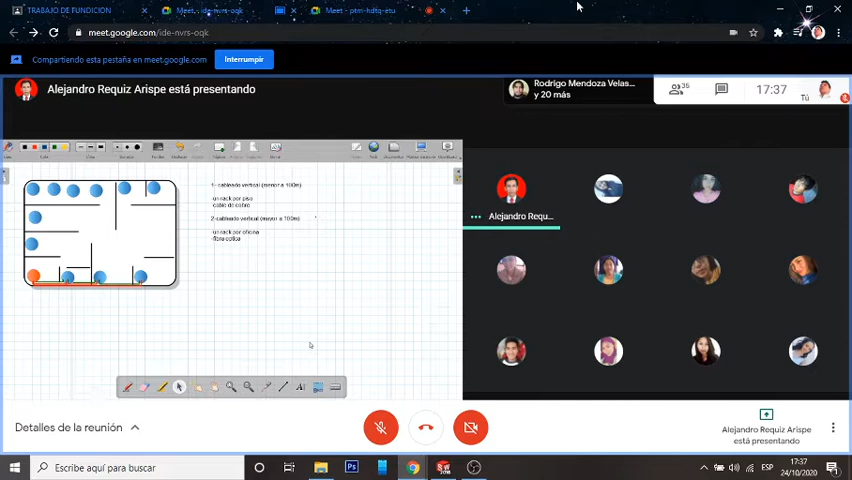 TRABAJO DE FUNDICION
Meet - ide-nvrs-oqk
Meet - ptm-hdtq-etu
meet.google.com/ide-nvrs-oqk
Compartiendo esta pestaña en meet.google.com
Interrumpir
Alejandro Requiz Arispe está presentando
Rodrigo Mendoza Velas...
y 20 más
36
17:37
Tú
1- cableado vertical (menor a 100m)
un rack por piso
cable de cobre
2-cableado vertical (mayor a 100m)
un rack por oficina
fibra optica
Alejandro Requ...
Detalles de la reunión
Alejandro Requiz Arispe
está presentando
Escribe aquí para buscar
ESP
17:37
24/10/2020